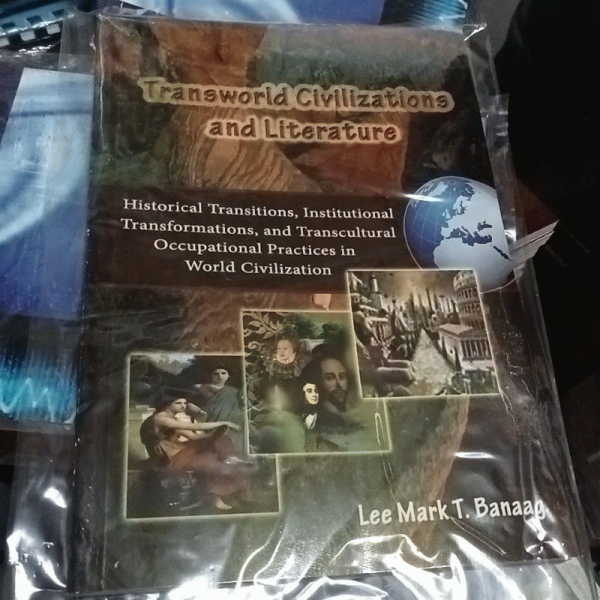 Transworld Civilizations
and Literature
Historical Transitions, Institutional
Transformations, and Transcultural
Occupational Practices in
World Civilization
Lee Mark T. Banaag